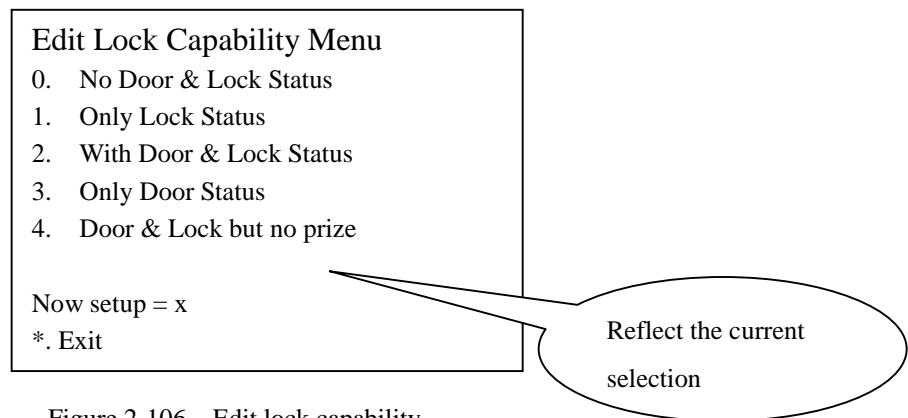 Edit Lock Capability Menu
0. No Door & Lock Status
1. Only Lock Status
2. With Door & Lock Status
3. Only Door Status
4. Door & Lock but no prize
Now setup = x
*. Exit
Reflect the current
selection
Figure 2-106 Edit lock capability